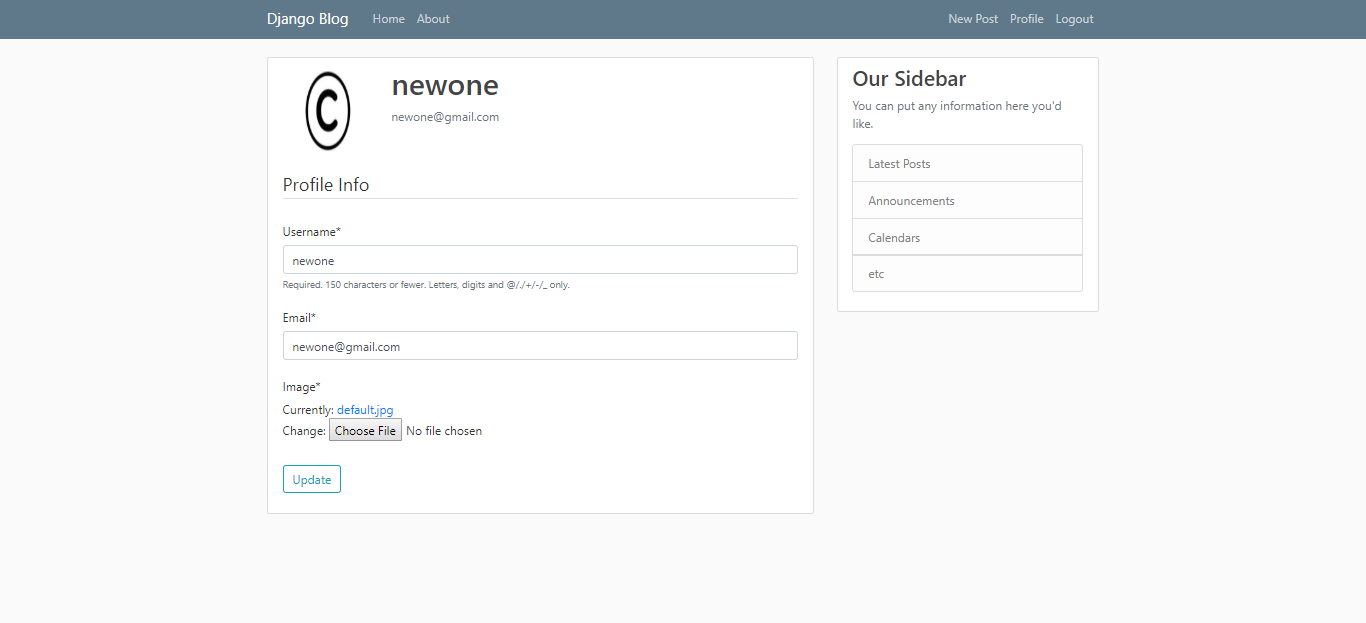 Django Blog Home About New Post Profile Logout
©
newone
newone@gmail.com
Profile Info
Username*
newone
Required. 150 characters or fewer. Letters, digits and @/./+/-/_ only.
Email*
newone@gmail.com
Image*
Currently: default.jpg
Change: Choose File No file chosen
Update
Our Sidebar
You can put any information here you'd
like.
Latest Posts
Announcements
Calendars
etc